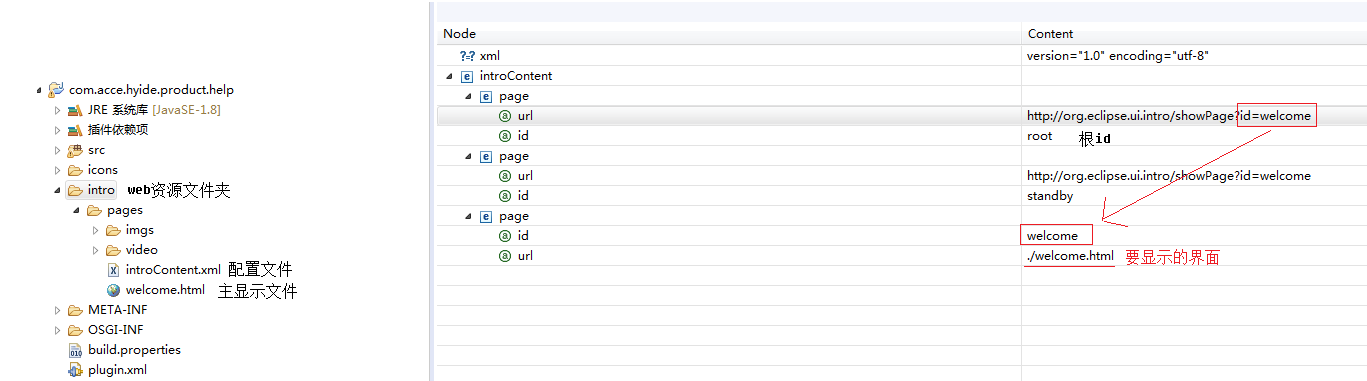 com.acce.hyide.product.help
JRE 系统库 [JavaSE-1.8]
插件依赖项
src
icons
intro web资源文件夹
pages
imgs
video
introContent.xml 配置文件
welcome.html 主显示文件
META-INF
OSGI-INF
build.properties
plugin.xml
Node Content
?=? xml version="1.0" encoding="utf-8"
e introContent
e page
a url http://org.eclipse.ui.intro/showPage?id=welcome
a id root 根id
e page
a url http://org.eclipse.ui.intro/showPage?id=welcome
a id standby
e page
a id welcome
a url ./welcome.html 要显示的界面